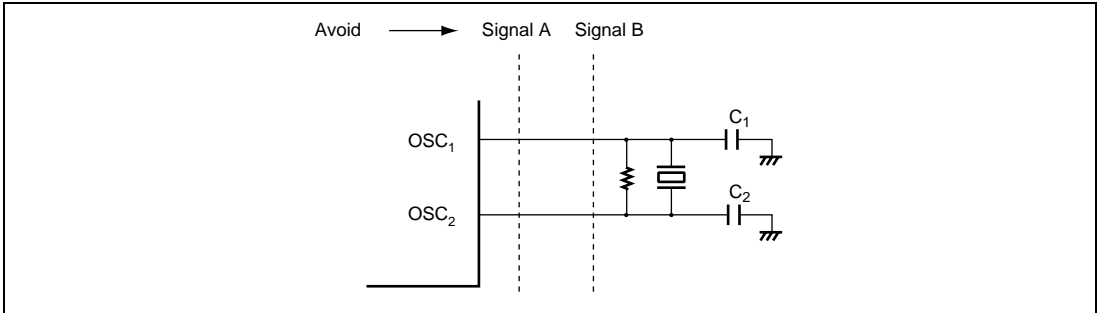 Avoid Signal A Signal B
OSC₁
C₁
OSC₂
C₂